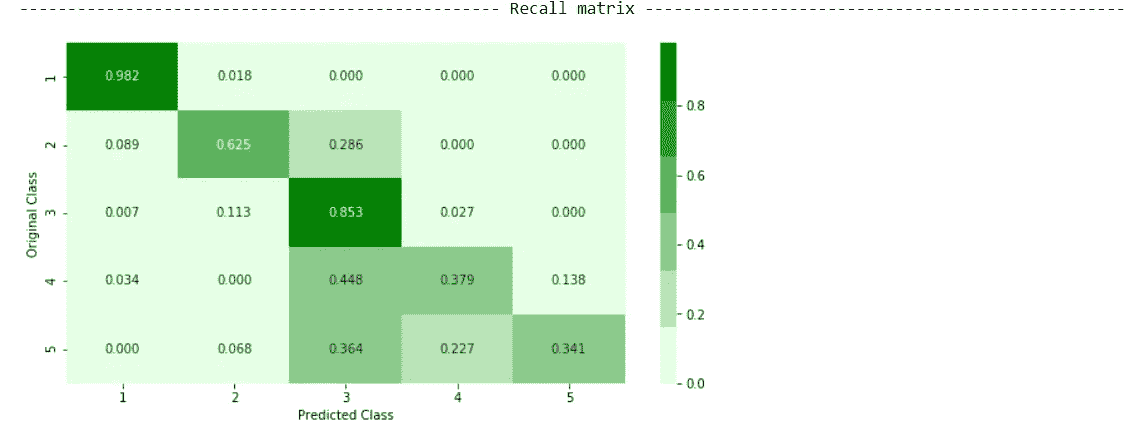 ------------------------------------------------ Recall matrix ------------------------------------------------
1 0.982 0.018 0.000 0.000 0.000
0.8
2 0.089 0.625 0.286 0.000 0.000
0.6
Original Class
3 0.007 0.113 0.853 0.027 0.000
0.4
4 0.034 0.000 0.448 0.379 0.138
0.2
5 0.000 0.068 0.364 0.227 0.341
0.0
1 2 3 4 5
Predicted Class